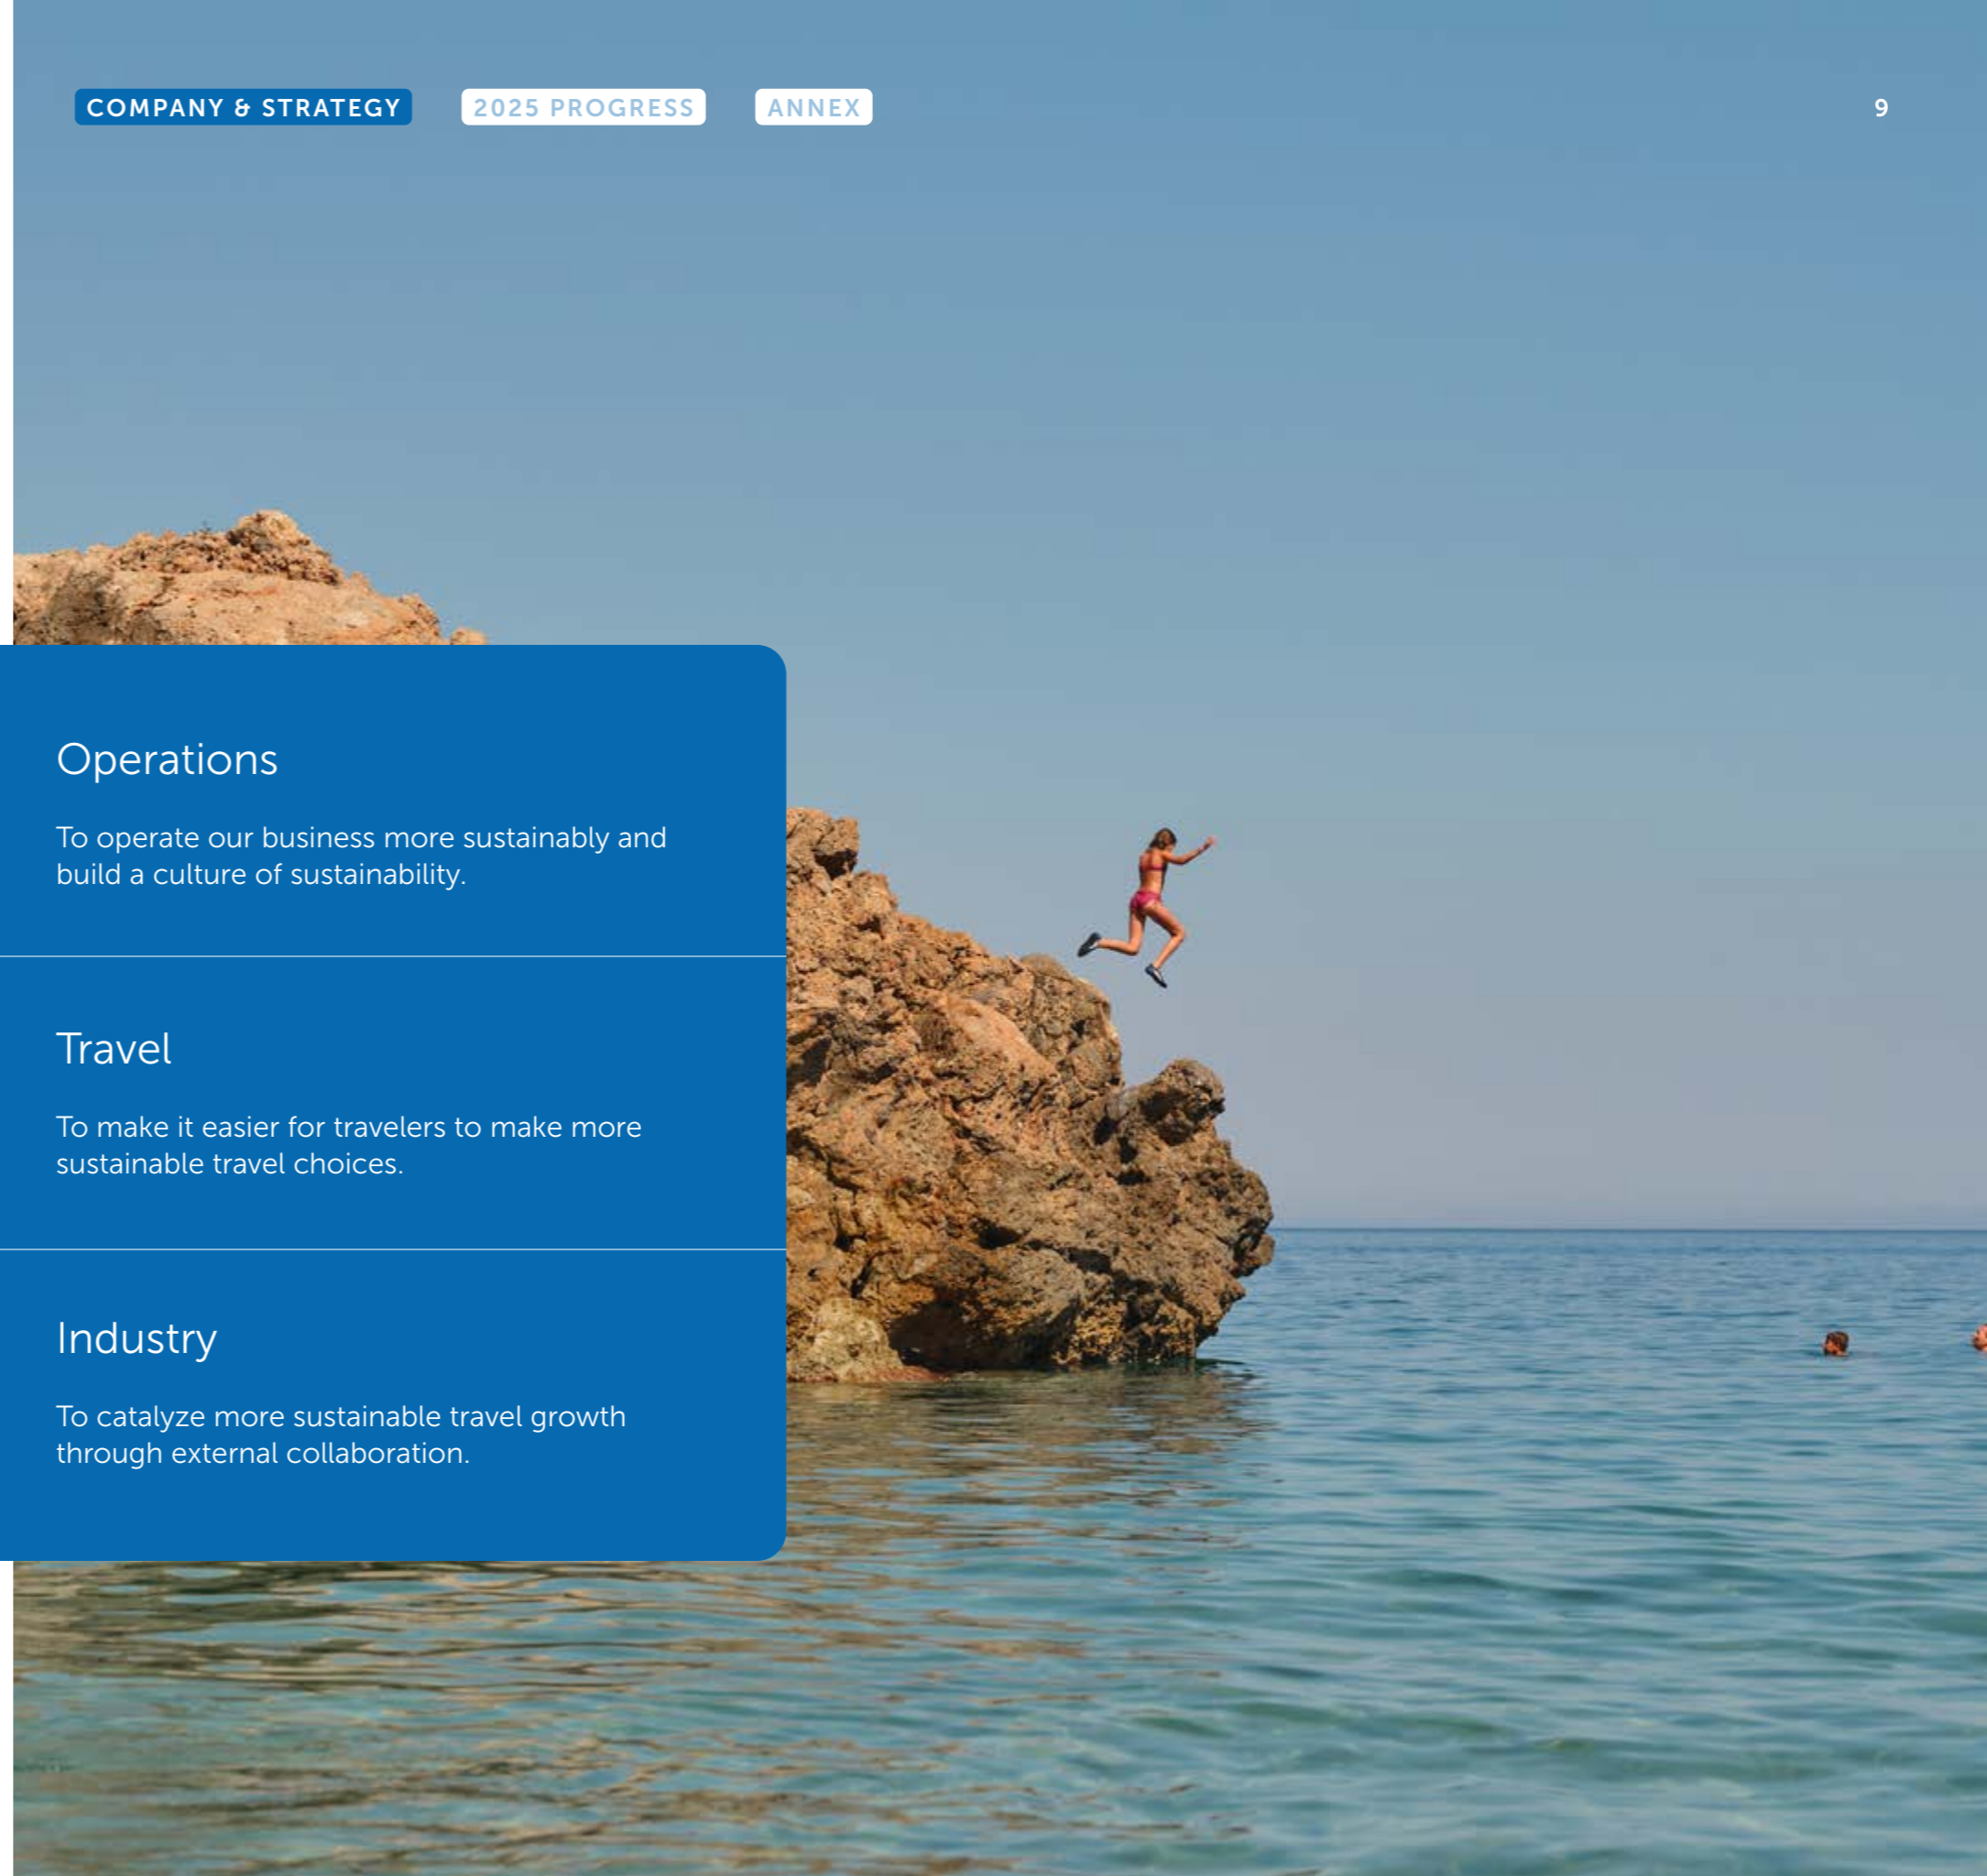 COMPANY & STRATEGY
2025 PROGRESS
ANNEX
9
Operations
To operate our business more sustainably and
build a culture of sustainability.
Travel
To make it easier for travelers to make more
sustainable travel choices.
Industry
To catalyze more sustainable travel growth
through external collaboration.